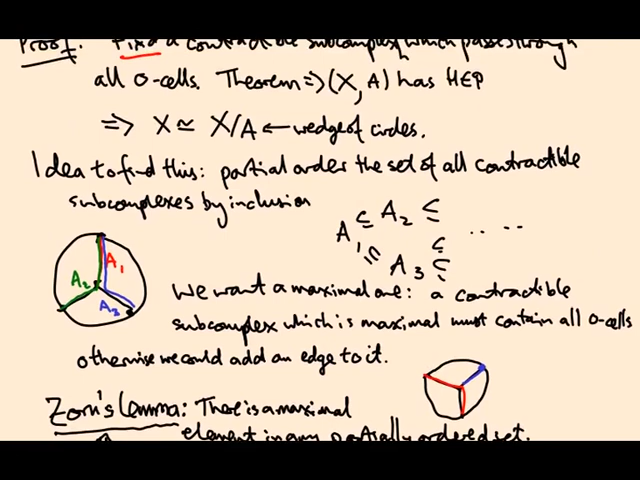 Proof: Find a contractible subcomplex which passes through
all 0-cells. Theorem ⇒ (X, A) has HEP
⇒ X ≃ X/A ← wedge of circles.
Idea to find this: partial order the set of all contractible
subcomplexes by inclusion
A₁ ⊆ A₂ ⊆ .. ..
⊆ A₃ ⊆ ⊆
A₁
A₂
A₃
We want a maximal one: a contractible
subcomplex which is maximal must contain all 0-cells
otherwise we could add an edge to it.
Zorn's lemma: There is a maximal
element in any partially ordered set.